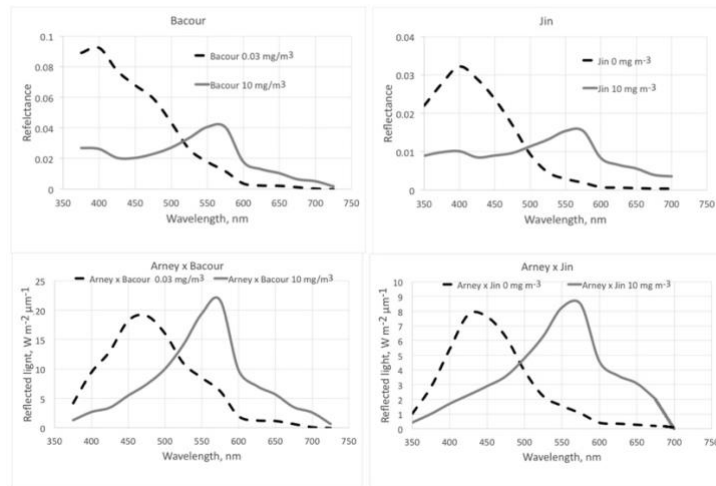 Bacour
0.1
0.08
0.06
0.04
0.02
0
Refelctance
Bacour 0.03 mg/m3
Bacour 10 mg/m3
350 400 450 500 550 600 650 700 750
Wavelength, nm
Jin
0.04
0.03
0.02
0.01
0
Reflectance
Jin 0 mg m-3
Jin 10 mg m-3
350 400 450 500 550 600 650 700 750
Wavelength, nm
Arney x Bacour
Arney x Bacour 0.03 mg/m3
Arney x Bacour 10 mg/m3
25
20
15
10
5
0
Reflected light, W m-2 µm-1
350 400 450 500 550 600 650 700 750
Wavelength, nm
Arney x Jin
Arney x Jin 0 mg m-3
Arney x Jin 10 mg m-3
10
9
8
7
6
5
4
3
2
1
0
Reflected light, W m-2 µm-1
350 400 450 500 550 600 650 700 750
Wavelength, nm